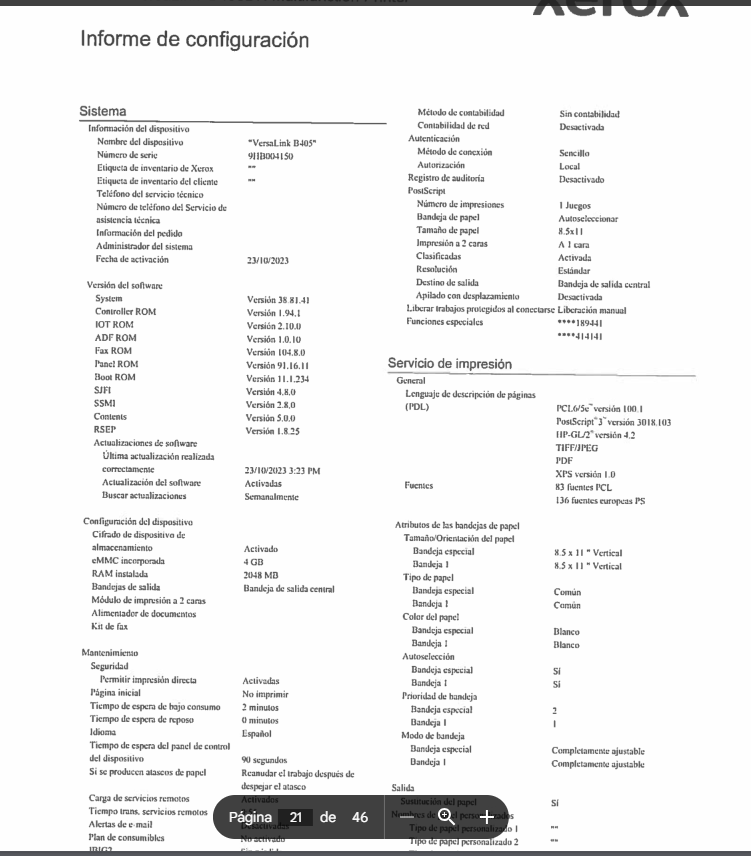 xerox
Informe de configuración
Sistema
Información del dispositivo
Nombre del dispositivo "VersaLink B405"
Número de serie 9HB004150
Etiqueta de inventario de Xerox ""
Etiqueta de inventario del cliente ""
Teléfono del servicio técnico
Número de teléfono del Servicio de
asistencia técnica
Información del pedido
Administrador del sistema
Fecha de activación 23/10/2023
Versión del software
System Versión 38.81.41
Controller ROM Versión 1.94.1
IOT ROM Versión 2.10.0
ADF ROM Versión 1.0.10
Fax ROM Versión 104.8.0
Panel ROM Versión 91.16.11
Boot ROM Versión 11.1.234
SJFI Versión 4.8.0
SSMI Versión 2.8.0
Contents Versión 5.0.0
RSEP Versión 1.8.25
Actualizaciones de software
Última actualización realizada
correctamente 23/10/2023 3:23 PM
Actualización del software Activadas
Buscar actualizaciones Semanalmente
Configuración del dispositivo
Cifrado de dispositivo de
almacenamiento Activado
eMMC incorporada 4 GB
RAM instalada 2048 MB
Bandejas de salida Bandeja de salida central
Módulo de impresión a 2 caras
Alimentador de documentos
Kit de fax
Mantenimiento
Seguridad
Permitir impresión directa Activadas
Página inicial No imprimir
Tiempo de espera de bajo consumo 2 minutos
Tiempo de espera de reposo 0 minutos
Idioma Español
Tiempo de espera del panel de control
del dispositivo 90 segundos
Si se producen atascos de papel Reanudar el trabajo después de
despejar el atasco
Carga de servicios remotos Activados
Tiempo trans. servicios remotos
Alertas de e-mail Desactivadas
Plan de consumibles No activado
JBIG2
Método de contabilidad Sin contabilidad
Contabilidad de red Desactivada
Autenticación
Método de conexión Sencillo
Autorización Local
Registro de auditoría Desactivado
PostScript
Número de impresiones 1 Juegos
Bandeja de papel Autoseleccionar
Tamaño de papel 8.5x11
Impresión a 2 caras A 1 cara
Clasificadas Activada
Resolución Estándar
Destino de salida Bandeja de salida central
Apilado con desplazamiento Desactivada
Liberar trabajos protegidos al conectarse Liberación manual
Funciones especiales ****189441
****414141
Servicio de impresión
General
Lenguaje de descripción de páginas
(PDL) PCL6/5e™ versión 100.1
PostScript® 3™ versión 3018.103
HP-GL/2™ versión 4.2
TIFF/JPEG
PDF
XPS versión 1.0
Fuentes 83 fuentes PCL
136 fuentes europeas PS
Atributos de las bandejas de papel
Tamaño/Orientación del papel
Bandeja especial 8.5 x 11 " Vertical
Bandeja 1 8.5 x 11 " Vertical
Tipo de papel
Bandeja especial Común
Bandeja 1 Común
Color del papel
Bandeja especial Blanco
Bandeja 1 Blanco
Autoselección
Bandeja especial Sí
Bandeja 1 Sí
Prioridad de bandeja
Bandeja especial 2
Bandeja 1 1
Modo de bandeja
Bandeja especial Completamente ajustable
Bandeja 1 Completamente ajustable
Salida
Sustitución del papel Sí
Nombres de papel personalizados
Tipo de papel personalizado 1 ""
Tipo de papel personalizado 2 ""
Página 21 de 46